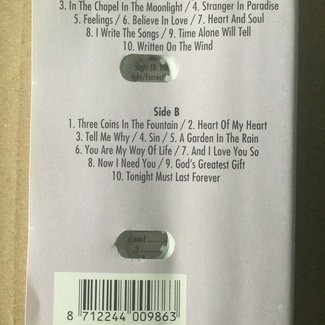 3. In The Chapel In The Moonlight / 4. Stranger In Paradise
5. Feelings / 6. Believe In Love / 7. Heart And Soul
8. I Write The Songs / 9. Time Alone Will Tell
10. Written On The Wind
Side B
1. Three Coins In The Fountain / 2. Heart Of My Heart
3. Tell Me Why / 4. Sin / 5. A Garden In The Rain
6. You Are My Way Of Life / 7. And I Love You So
8. Now I Need You / 9. God's Greatest Gift
10. Tonight Must Last Forever
8 712244 009863